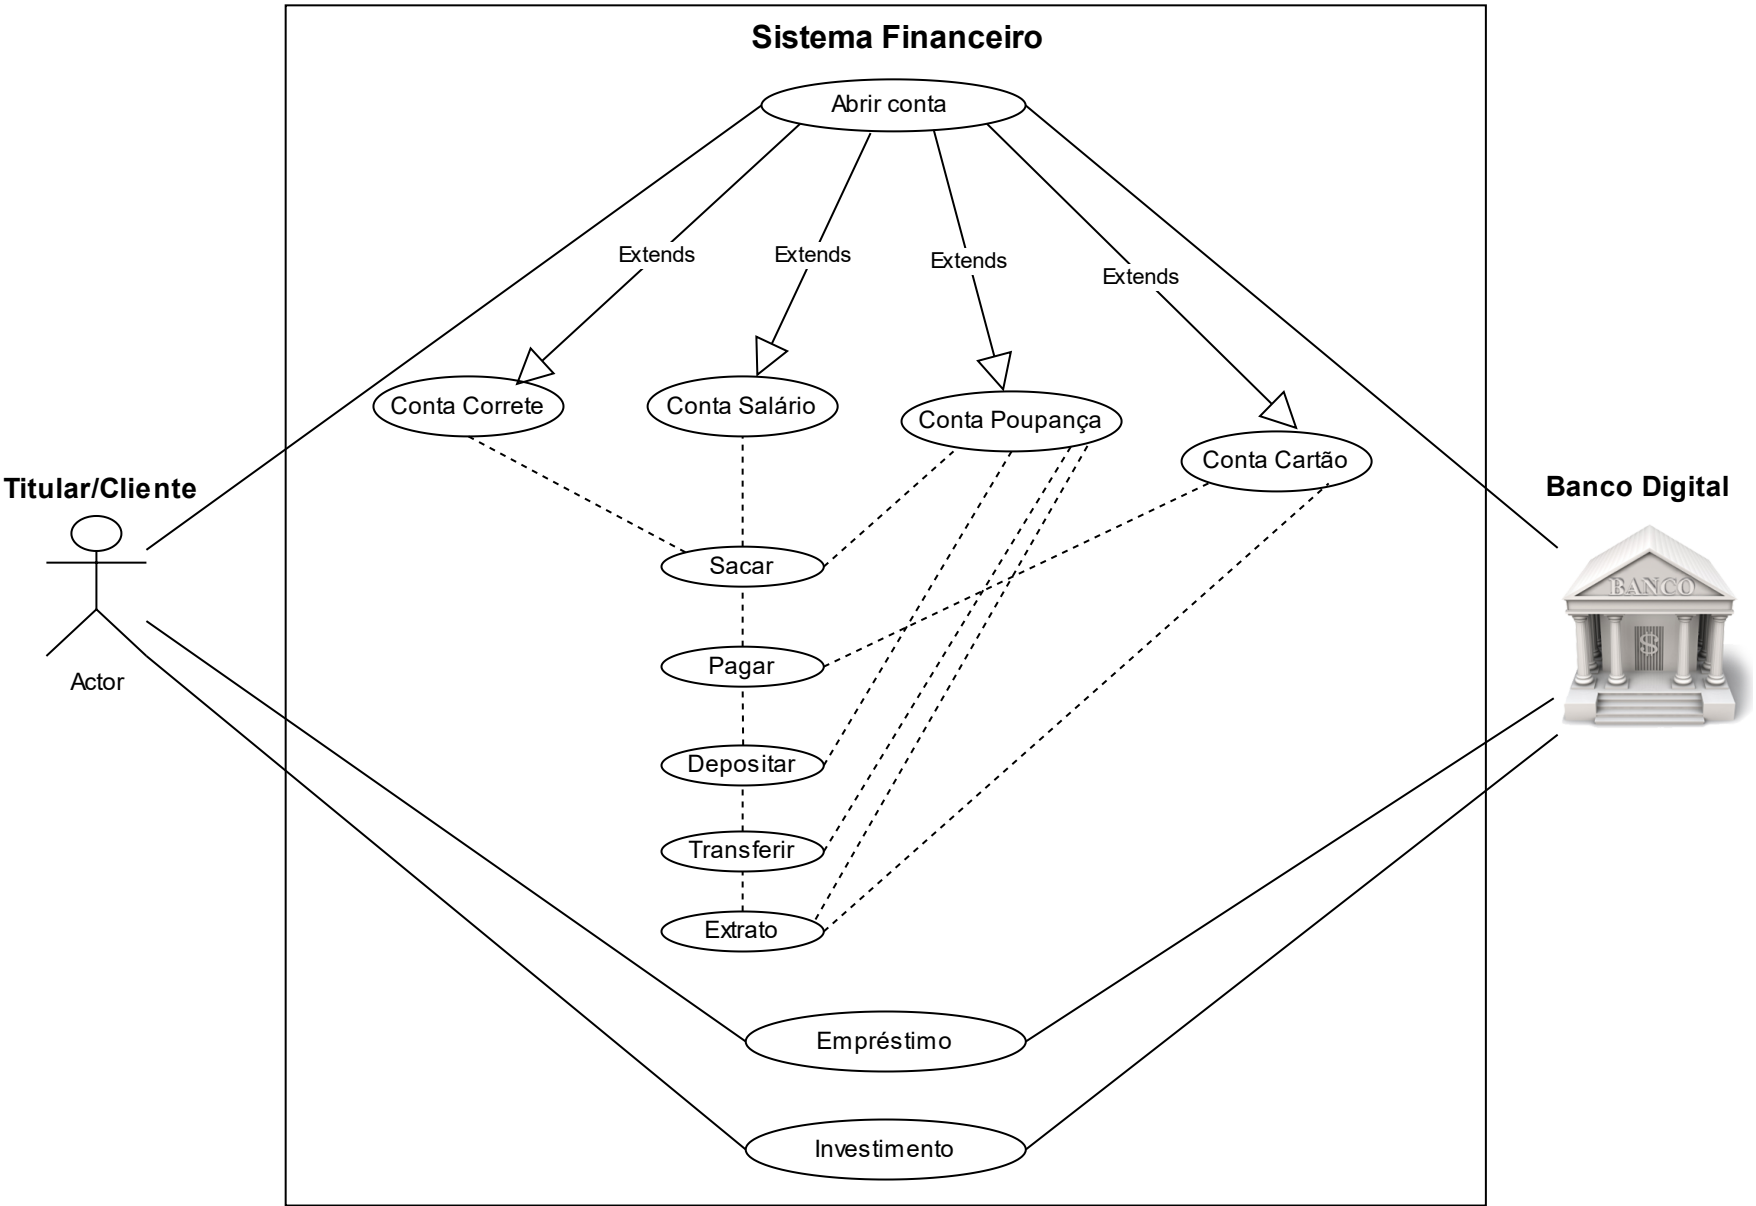 Sistema Financeiro
Abrir conta
Extends
Extends
Extends
Extends
Conta Correte
Conta Salário
Conta Poupança
Conta Cartão
Titular/Cliente
Banco Digital
BANCO
$
Sacar
Pagar
Actor
Depositar
Transferir
Extrato
Empréstimo
Investimento